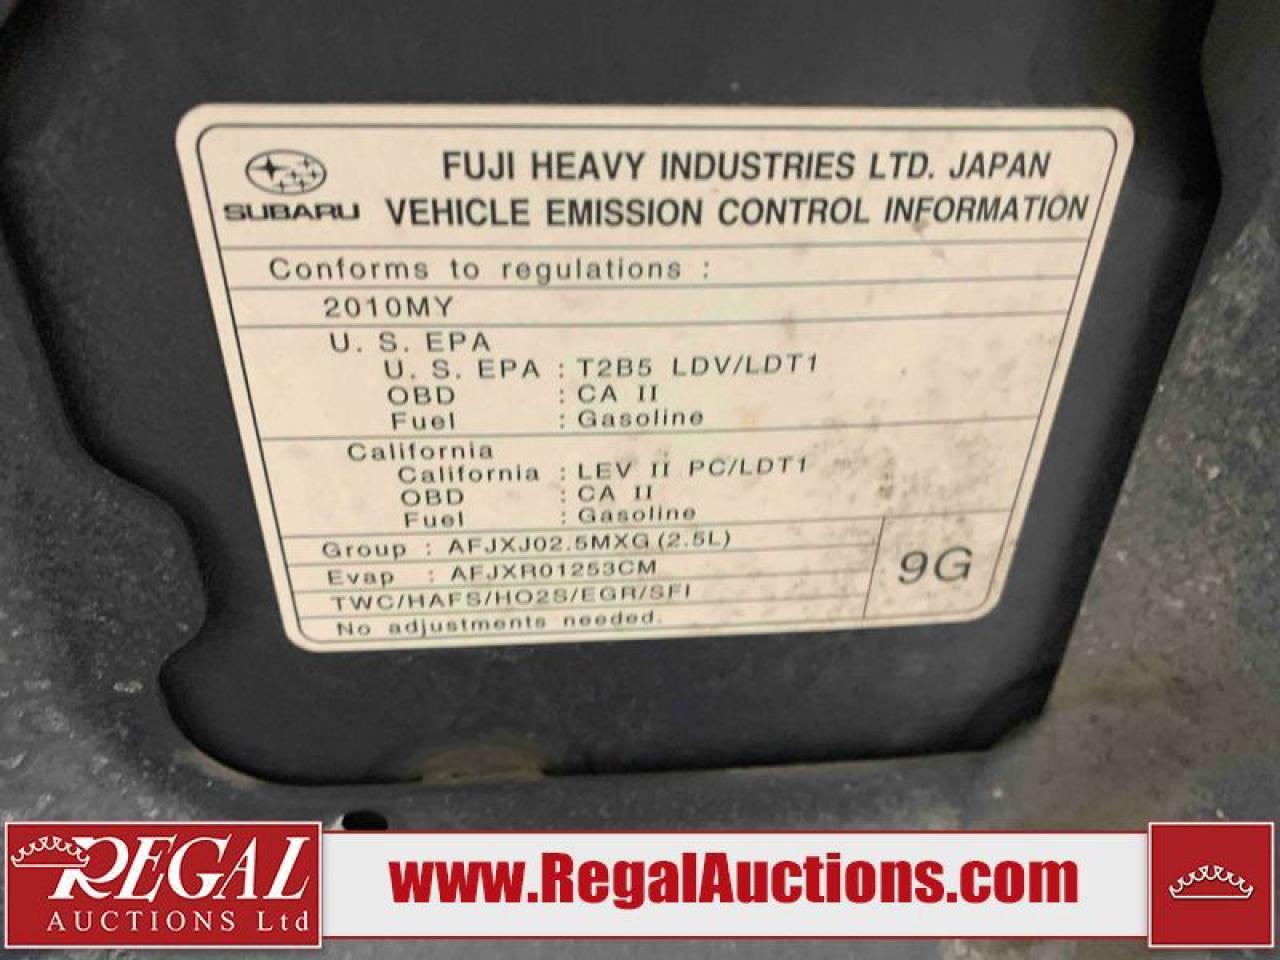 FUJI HEAVY INDUSTRIES LTD. JAPAN
SUBARU VEHICLE EMISSION CONTROL INFORMATION
Conforms to regulations :
2010MY
U. S. EPA
U. S. EPA : T2B5 LDV/LDT1
OBD : CA II
Fuel : Gasoline
California
California : LEV II PC/LDT1
OBD : CA II
Fuel : Gasoline
Group : AFJXJ02.5MXG (2.5L)
Evap : AFJXR01253CM
9G
TWC/HAFS/HO2S/EGR/SFI
No adjustments needed.
REGAL
AUCTIONS Ltd
www.RegalAuctions.com